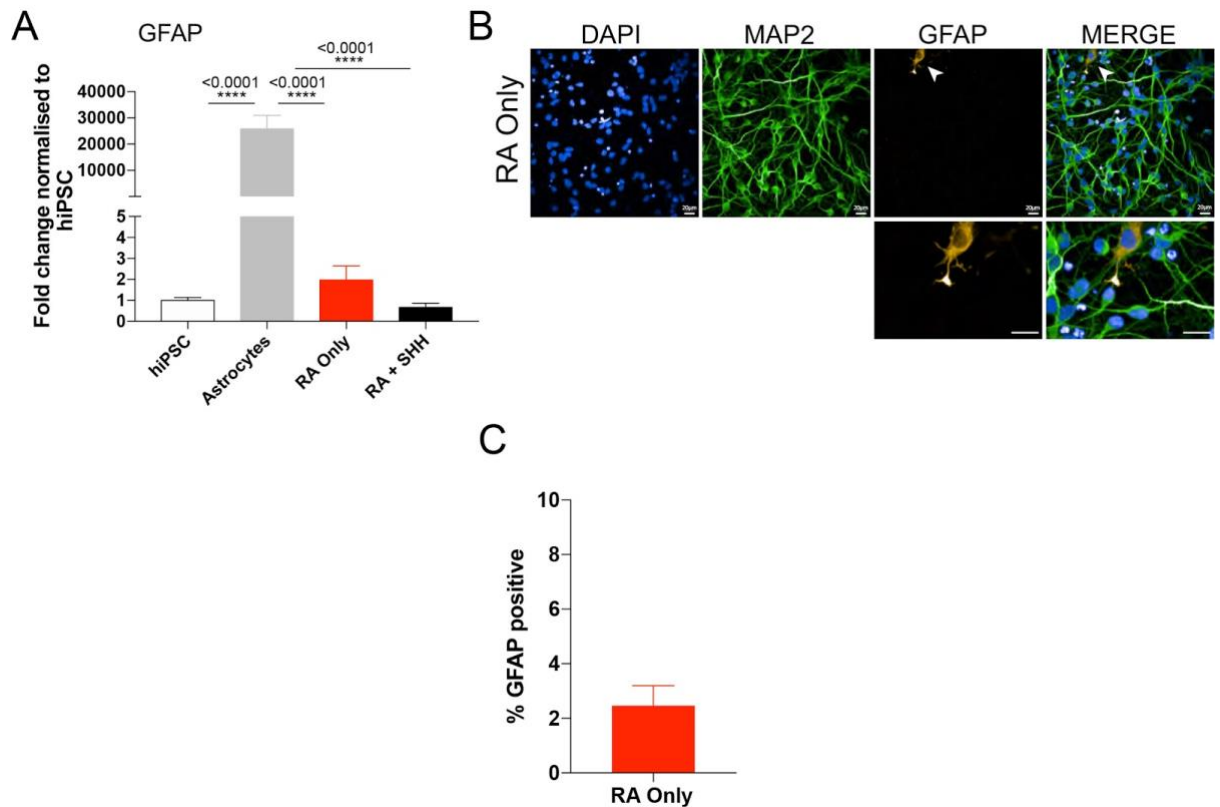 A
GFAP
<0.0001
****
<0.0001 <0.0001
**** ****
Fold change normalised to
hiPSC
40000
30000
20000
10000
5
4
3
2
1
0
hiPSC
Astrocytes
RA Only
RA + SHH
B
DAPI MAP2 GFAP MERGE
RA Only
20µm 20µm 20µm 20µm
C
% GFAP positive
10
8
6
4
2
0
RA Only